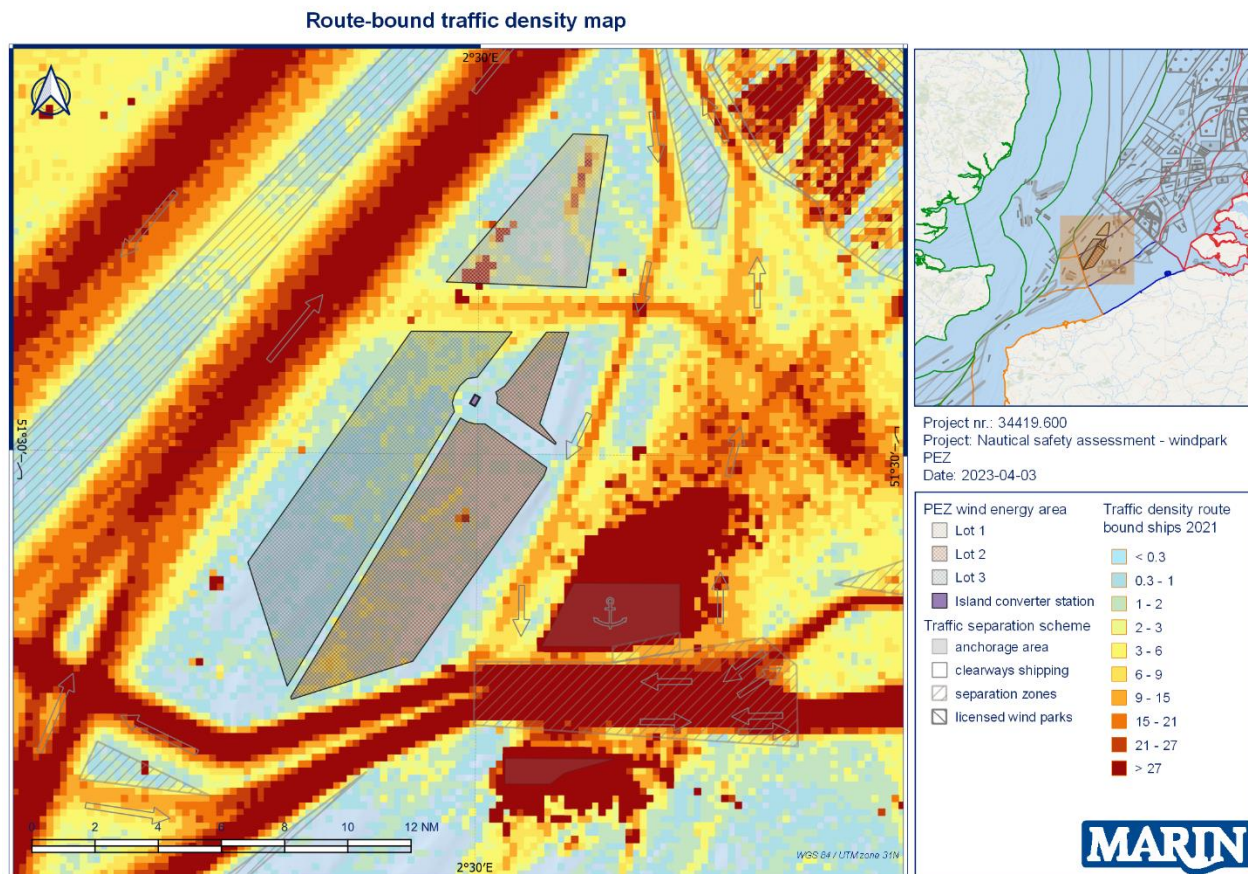 Route-bound traffic density map
2°30'E
51°30'
51°30'
0 2 4 6 8 10 12 NM
2°30'E
WGS 84 / UTM zone 31N
Project nr.: 34419.600
Project: Nautical safety assessment - windpark
PEZ
Date: 2023-04-03
PEZ wind energy area
Lot 1
Lot 2
Lot 3
Island converter station
Traffic separation scheme
anchorage area
clearways shipping
separation zones
licensed wind parks
Traffic density route
bound ships 2021
< 0.3
0.3 - 1
1 - 2
2 - 3
3 - 6
6 - 9
9 - 15
15 - 21
21 - 27
> 27
MARIN